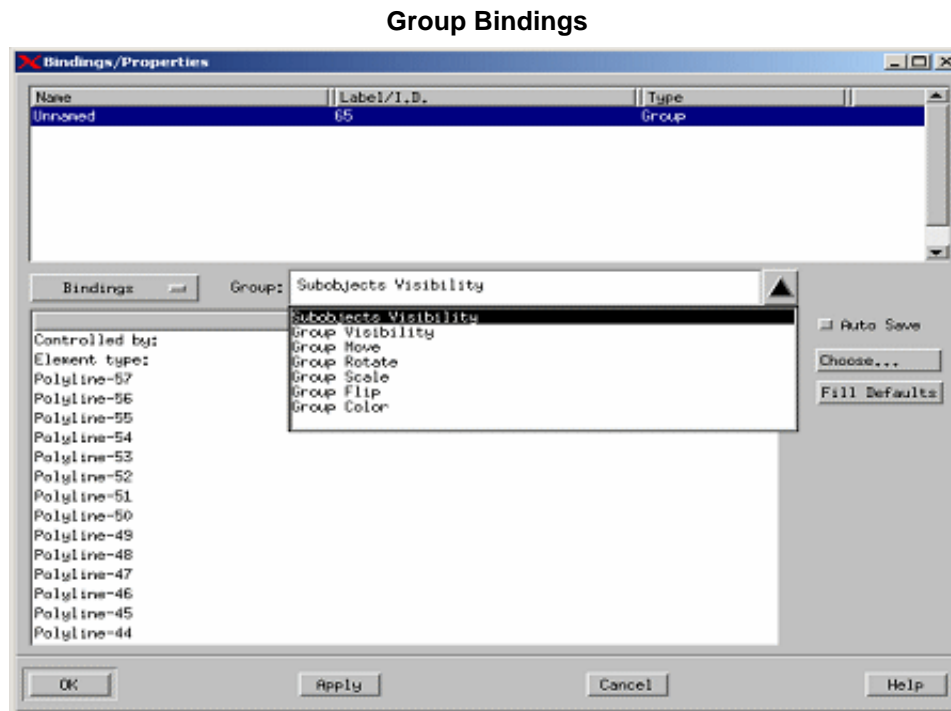 Group Bindings
Bindings/Properties
Name Label/I.D. Type
Unnamed 65 Group
Bindings Group: Subobjects Visibility
Subobjects Visibility
Group Visibility
Group Move
Group Rotate
Group Scale
Group Flip
Group Color
Controlled by:
Element type:
Polyline-57
Polyline-56
Polyline-55
Polyline-54
Polyline-53
Polyline-52
Polyline-51
Polyline-50
Polyline-49
Polyline-48
Polyline-47
Polyline-46
Polyline-45
Polyline-44
Auto Save
Choose...
Fill Defaults
OK Apply Cancel Help